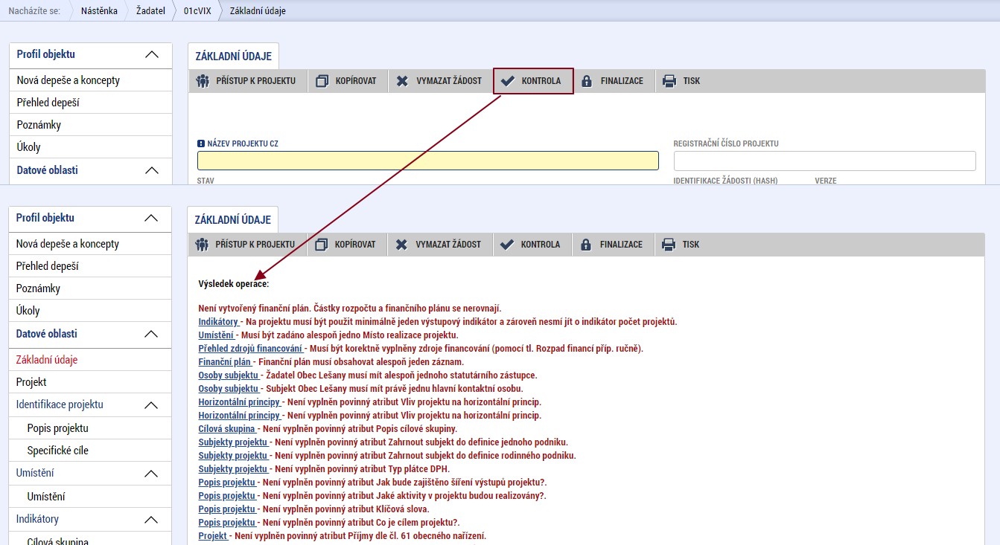 Nacházíte se: Nástěnka Žadatel 01cVIX Základní údaje
Profil objektu
Nová depeše a koncepty
Přehled depeší
Poznámky
Úkoly
Datové oblasti
ZÁKLADNÍ ÚDAJE
PŘÍSTUP K PROJEKTU KOPÍROVAT VYMAZAT ŽÁDOST KONTROLA FINALIZACE TISK
NÁZEV PROJEKTU CZ REGISTRAČNÍ ČÍSLO PROJEKTU
STAV IDENTIFIKACE ŽÁDOSTI (HASH) VERZE
Profil objektu
Nová depeše a koncepty
Přehled depeší
Poznámky
Úkoly
Datové oblasti
Základní údaje
Projekt
Identifikace projektu
Popis projektu
Specifické cíle
Umístění
Umístění
Indikátory
Cílová skupina
ZÁKLADNÍ ÚDAJE
PŘÍSTUP K PROJEKTU KOPÍROVAT VYMAZAT ŽÁDOST KONTROLA FINALIZACE TISK
Výsledek operace:
Není vytvořený finanční plán. Částky rozpočtu a finančního plánu se nerovnají.
Indikátory - Na projektu musí být použit minimálně jeden výstupový indikátor a zároveň nesmí jít o indikátor počet projektů.
Umístění - Musí být zadáno alespoň jedno Místo realizace projektu.
Přehled zdrojů financování - Musí být korektně vyplněny zdroje financování (pomocí tl. Rozpad financí příp. ručně).
Finanční plán - Finanční plán musí obsahovat alespoň jeden záznam.
Osoby subjektu - Žadatel Obec Lešany musí mít alespoň jednoho statutárního zástupce.
Osoby subjektu - Subjekt Obec Lešany musí mít právě jednu hlavní kontaktní osobu.
Horizontální principy - Není vyplněn povinný atribut Vliv projektu na horizontální princip.
Horizontální principy - Není vyplněn povinný atribut Vliv projektu na horizontální princip.
Cílová skupina - Není vyplněn povinný atribut Popis cílové skupiny.
Subjekty projektu - Není vyplněn povinný atribut Zahrnout subjekt do definice jednoho podniku.
Subjekty projektu - Není vyplněn povinný atribut Zahrnout subjekt do definice rodinného podniku.
Subjekty projektu - Není vyplněn povinný atribut Typ plátce DPH.
Popis projektu - Není vyplněn povinný atribut Jak bude zajištěno šíření výstupů projektu?.
Popis projektu - Není vyplněn povinný atribut Jaké aktivity v projektu budou realizovány?.
Popis projektu - Není vyplněn povinný atribut Klíčová slova.
Popis projektu - Není vyplněn povinný atribut Co je cílem projektu?.
Projekt - Není vyplněn povinný atribut Příjmy dle čl. 61 obecného nařízení.